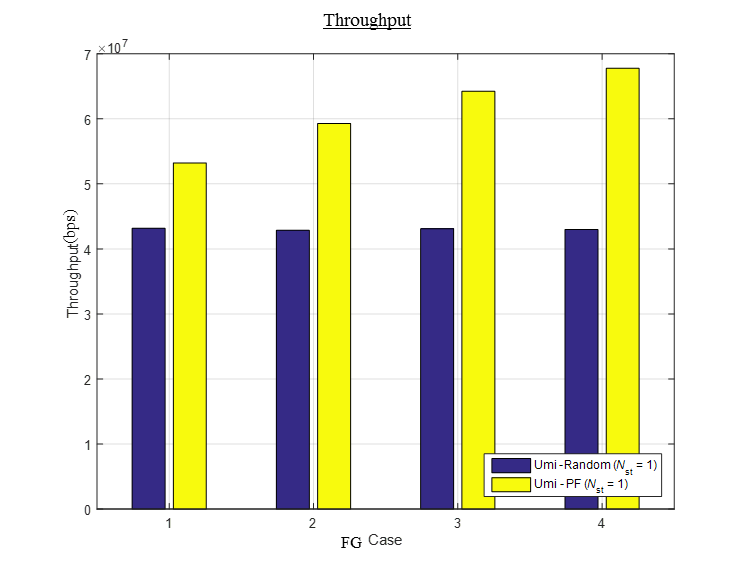 Throughput
×10^7
7
6
5
4
3
2
1
0
Throughput(bps)
Umi-Random (N_st = 1)
Umi-PF (N_st = 1)
1 2 3 4
FG Case